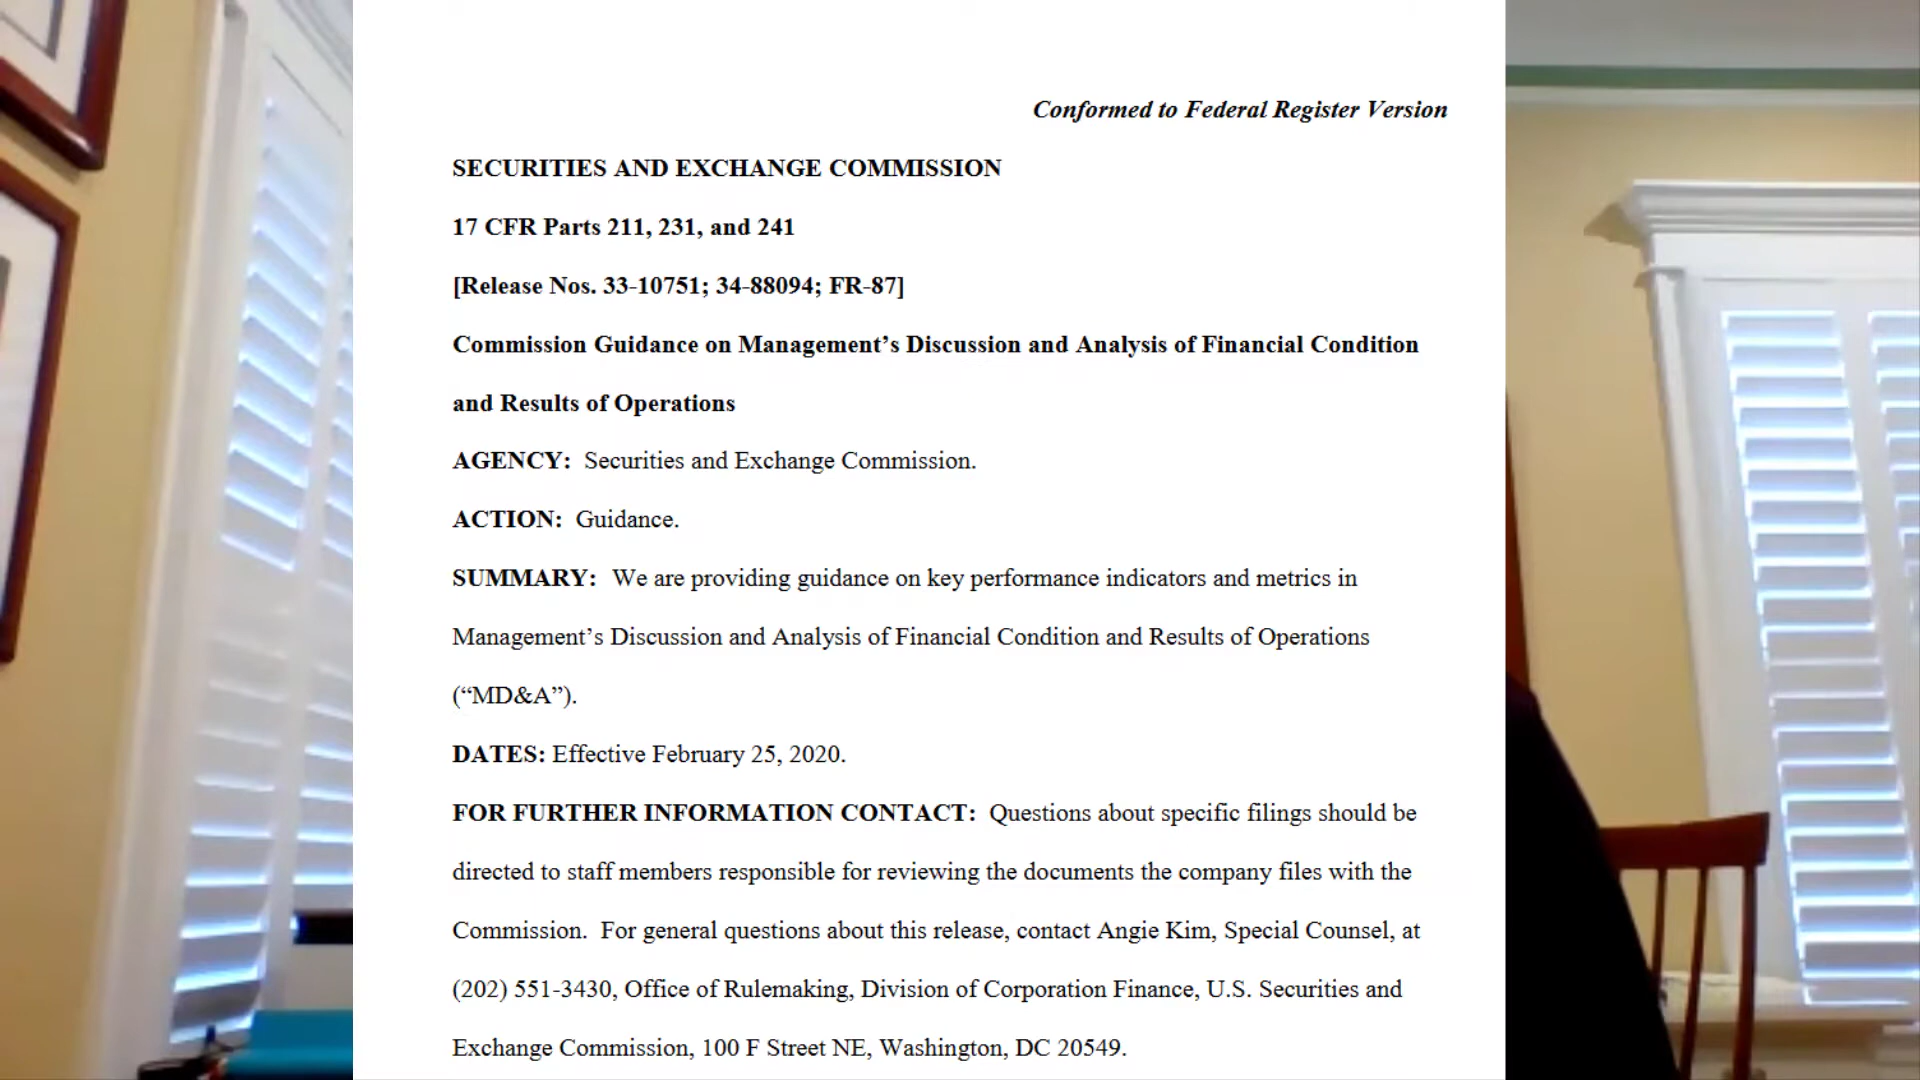 Conformed to Federal Register Version
SECURITIES AND EXCHANGE COMMISSION
17 CFR Parts 211, 231, and 241
[Release Nos. 33-10751; 34-88094; FR-87]
Commission Guidance on Management’s Discussion and Analysis of Financial Condition
and Results of Operations
AGENCY: Securities and Exchange Commission.
ACTION: Guidance.
SUMMARY: We are providing guidance on key performance indicators and metrics in
Management’s Discussion and Analysis of Financial Condition and Results of Operations
(“MD&A”).
DATES: Effective February 25, 2020.
FOR FURTHER INFORMATION CONTACT: Questions about specific filings should be
directed to staff members responsible for reviewing the documents the company files with the
Commission. For general questions about this release, contact Angie Kim, Special Counsel, at
(202) 551-3430, Office of Rulemaking, Division of Corporation Finance, U.S. Securities and
Exchange Commission, 100 F Street NE, Washington, DC 20549.